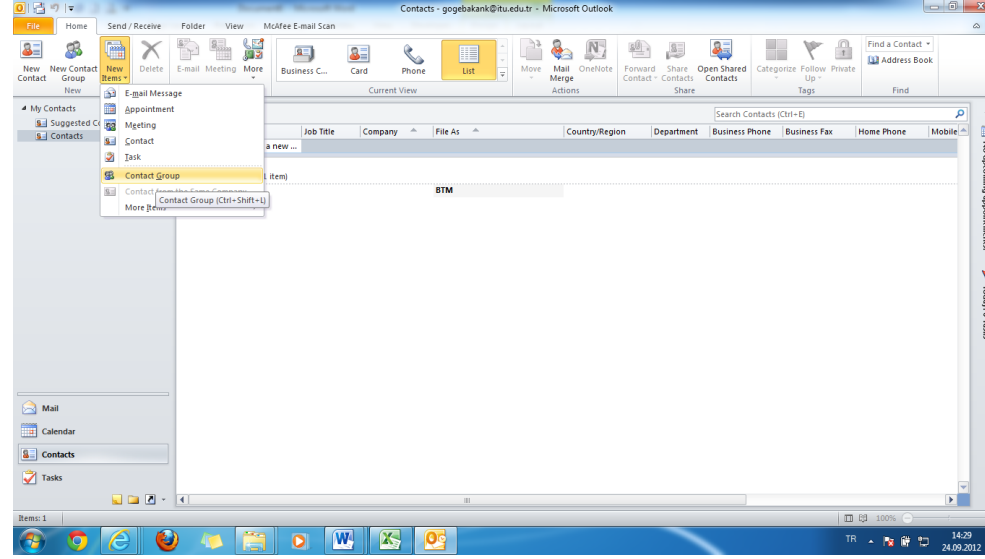 Contacts - gogebakank@itu.edu.tr - Microsoft Outlook
File Home Send / Receive Folder View McAfee E-mail Scan
New Contact
New Contact Group
New Items
Delete
E-mail Meeting More
Business C... Card Phone List
Move
Mail Merge
OneNote
Forward Contact
Share Contacts
Open Shared Contacts
Categorize
Follow Up
Private
Find a Contact
Address Book
New
Current View
Actions
Share
Tags
Find
E-mail Message
Appointment
Meeting
Contact
Task
Contact Group
Contact from the Same Company
Contact Group (Ctrl+Shift+L)
More Items
My Contacts
Suggested Co
Contacts
Search Contacts (Ctrl+E)
Job Title Company File As Country/Region Department Business Phone Business Fax Home Phone Mobile
a new ...
item)
BTM
Mail
Calendar
Contacts
Tasks
Items: 1
100%
TR
14:29
24.09.2012